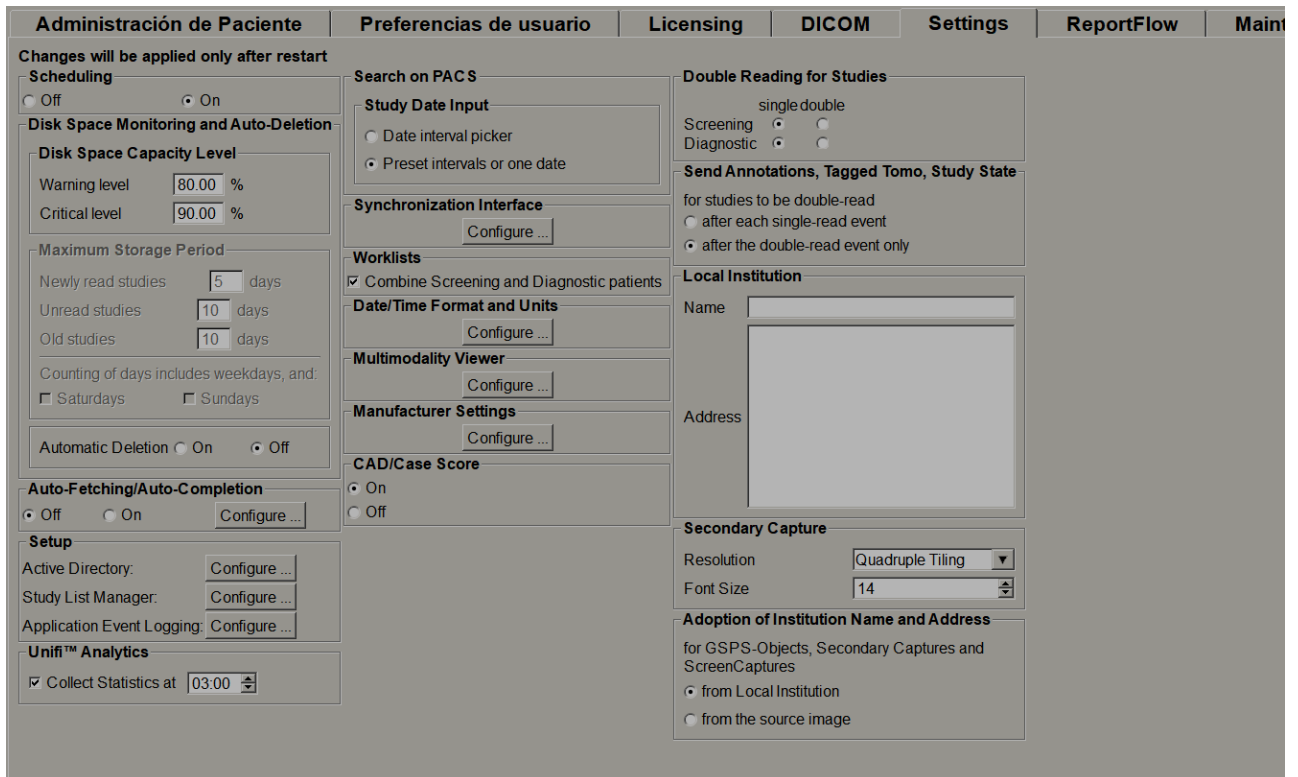 Administración de Paciente
Preferencias de usuario
Licensing
DICOM
Settings
ReportFlow
Maint
Changes will be applied only after restart
Scheduling
Off On
Disk Space Monitoring and Auto-Deletion
Disk Space Capacity Level
Warning level 80.00 %
Critical level 90.00 %
Maximum Storage Period
Newly read studies 5 days
Unread studies 10 days
Old studies 10 days
Counting of days includes weekdays, and:
Saturdays Sundays
Automatic Deletion On Off
Auto-Fetching/Auto-Completion
Off On Configure ...
Setup
Active Directory: Configure ...
Study List Manager: Configure ...
Application Event Logging: Configure ...
Unifi™ Analytics
Collect Statistics at 03:00
Search on PACS
Study Date Input
Date interval picker
Preset intervals or one date
Synchronization Interface
Configure ...
Worklists
Combine Screening and Diagnostic patients
Date/Time Format and Units
Configure ...
Multimodality Viewer
Configure ...
Manufacturer Settings
Configure ...
CAD/Case Score
On
Off
Double Reading for Studies
single double
Screening
Diagnostic
Send Annotations, Tagged Tomo, Study State
for studies to be double-read
after each single-read event
after the double-read event only
Local Institution
Name
Address
Secondary Capture
Resolution Quadruple Tiling
Font Size 14
Adoption of Institution Name and Address
for GSPS-Objects, Secondary Captures and
ScreenCaptures
from Local Institution
from the source image